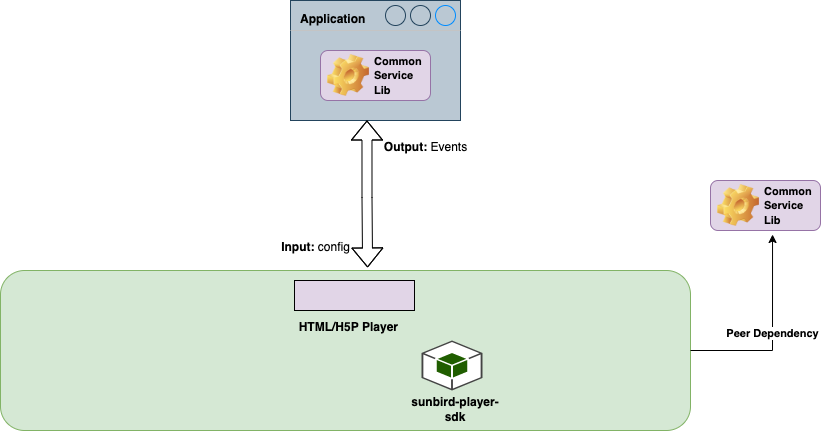 Application
Common
Service
Lib
Output: Events
Common
Service
Lib
Input: config
HTML/H5P Player
Peer Dependency
sunbird-player-
sdk